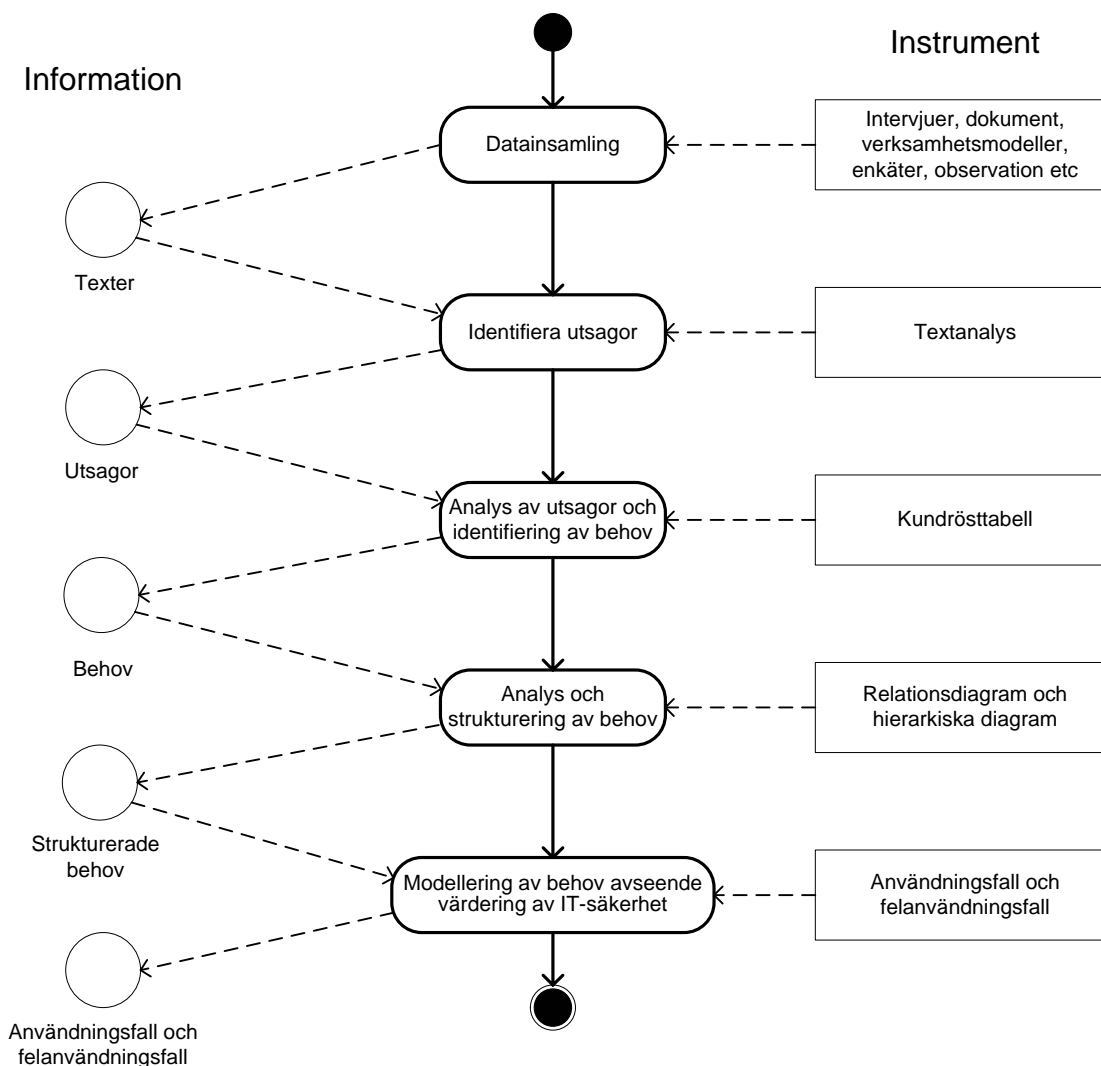 Instrument
Information
Intervjuer, dokument,
verksamhetsmodeller,
enkäter, observation etc
Datainsamling
Texter
Identifiera utsagor
Textanalys
Utsagor
Analys av utsagor och
identifiering av behov
Kundrösttabell
Behov
Analys och
strukturering av behov
Relationsdiagram och
hierarkiska diagram
Strukturerade
behov
Modellering av behov avseende
värdering av IT-säkerhet
Användningsfall och
felanvändningsfall
Användningsfall och
felanvändningsfall